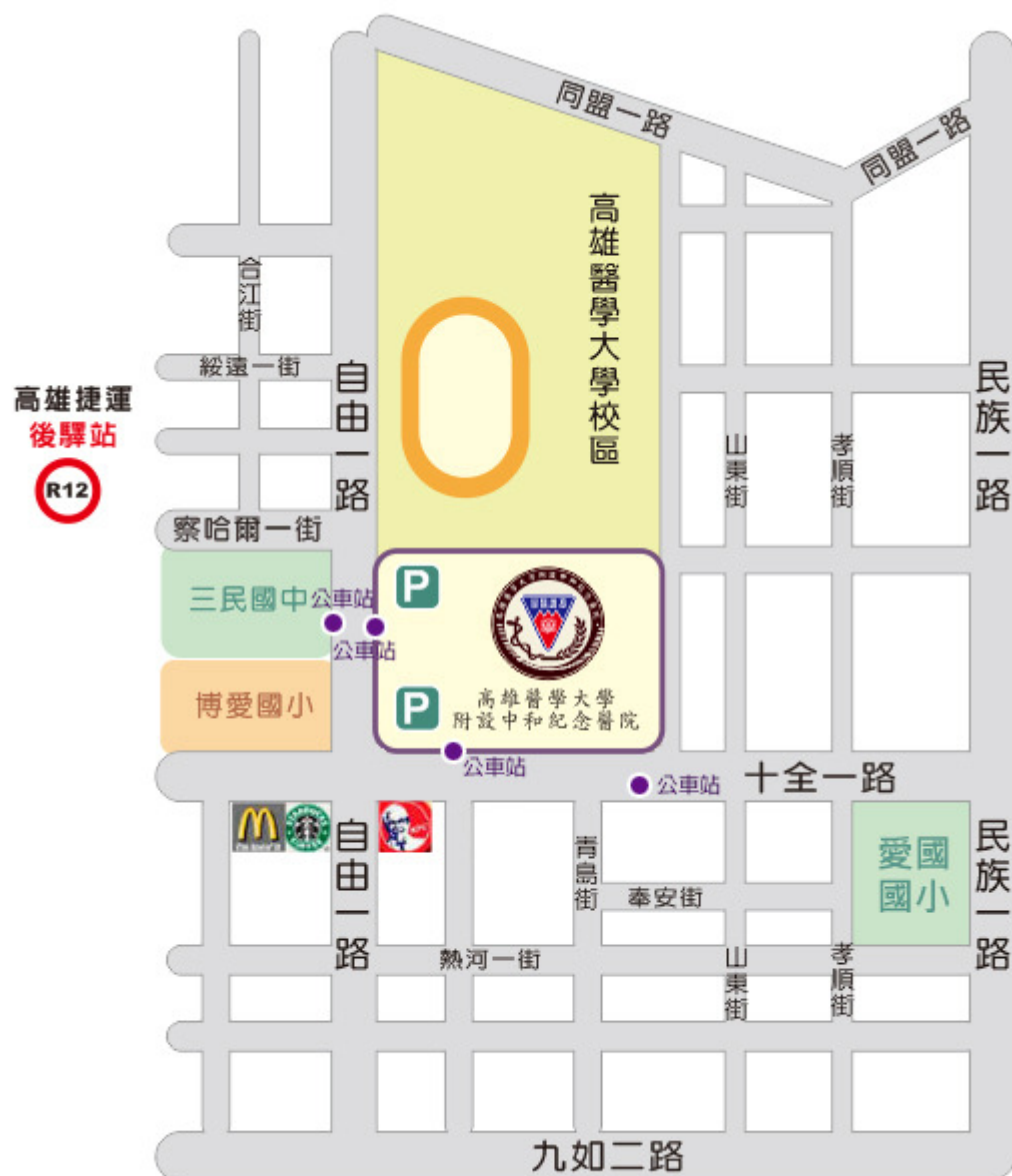 同盟一路
同盟一路
高雄醫學大學校區
合江街
綏遠一街
自由一路
民族一路
高雄捷運
後驛站
R12
山東街
孝順街
察哈爾一街
三民國中
公車站
公車站
P
博愛國小
P
高雄醫學大學
附設中和紀念醫院
公車站
公車站
十全一路
自由一路
青島街
奉安街
愛國
國小
民族一路
熱河一街
山東街
孝順街
九如二路